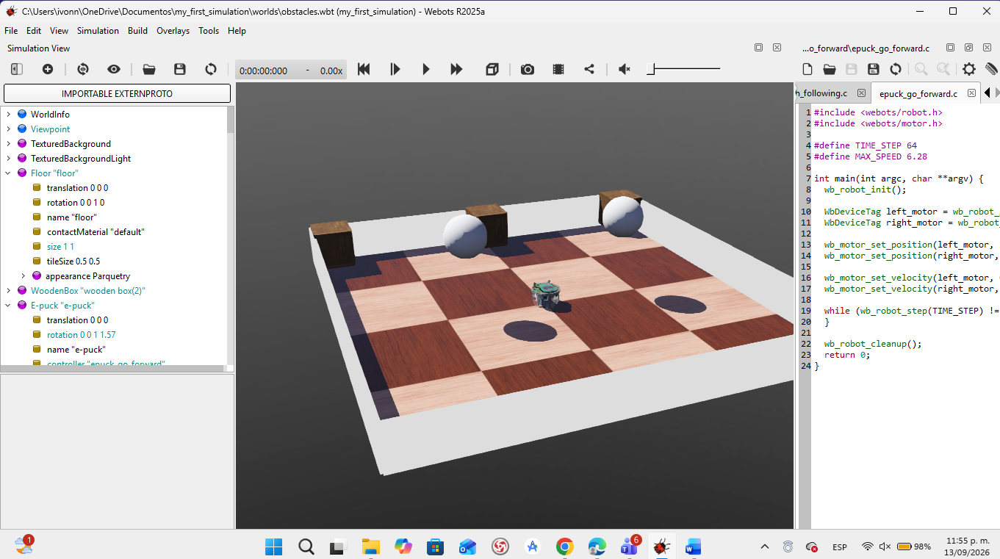 C:\Users\ivonn\OneDrive\Documentos\my_first_simulation\worlds\obstacles.wbt (my_first_simulation) - Webots R2025a
File Edit View Simulation Build Overlays Tools Help
Simulation View
...o_forward\epuck_go_forward.c
0:00:00:000 - 0.00x
IMPORTABLE EXTERNPROTO
WorldInfo
Viewpoint
TexturedBackground
TexturedBackgroundLight
Floor "floor"
translation 0 0 0
rotation 0 0 1 0
name "floor"
contactMaterial "default"
size 1 1
tileSize 0.5 0.5
appearance Parquetry
WoodenBox "wooden box(2)"
E-puck "e-puck"
translation 0 0 0
rotation 0 0 1 1.57
name "e-puck"
controller "epuck_go_forward"
h_following.c epuck_go_forward.c
1 #include <webots/robot.h>
2 #include <webots/motor.h>
3
4 #define TIME_STEP 64
5 #define MAX_SPEED 6.28
6
7 int main(int argc, char **argv) {
8 wb_robot_init();
9
10 WbDeviceTag left_motor = wb_robot_
11 WbDeviceTag right_motor = wb_robot_
12
13 wb_motor_set_position(left_motor,
14 wb_motor_set_position(right_motor,
15
16 wb_motor_set_velocity(left_motor,
17 wb_motor_set_velocity(right_motor,
18
19 while (wb_robot_step(TIME_STEP) !=
20 }
21
22 wb_robot_cleanup();
23 return 0;
24 }
1
6
ESP
98%
11:55 p. m.
13/09/2026